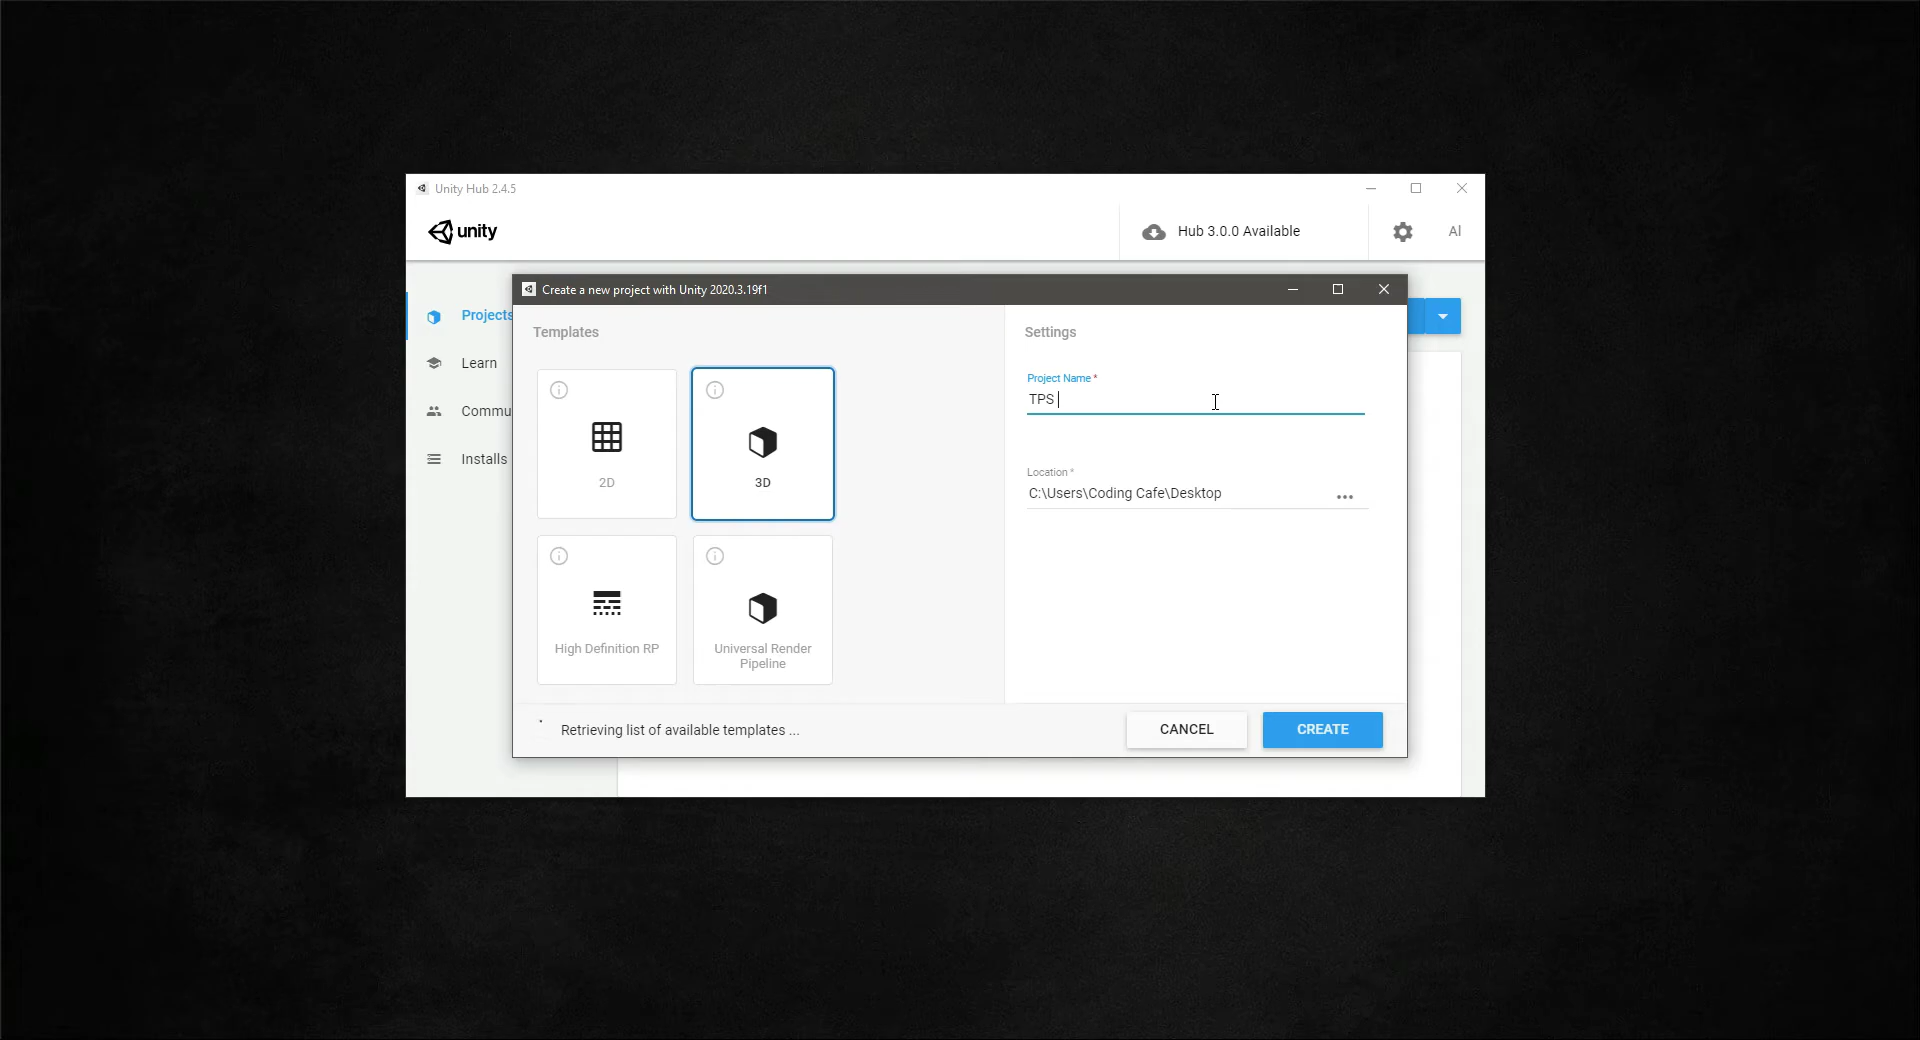 Unity Hub 2.4.5
unity
Hub 3.0.0 Available
Al
Create a new project with Unity 2020.3.19f1
Projects
Learn
Commu
Installs
Templates
2D
3D
High Definition RP
Universal Render
Pipeline
Settings
Project Name *
TPS
Location *
C:\Users\Coding Cafe\Desktop
Retrieving list of available templates ...
CANCEL
CREATE